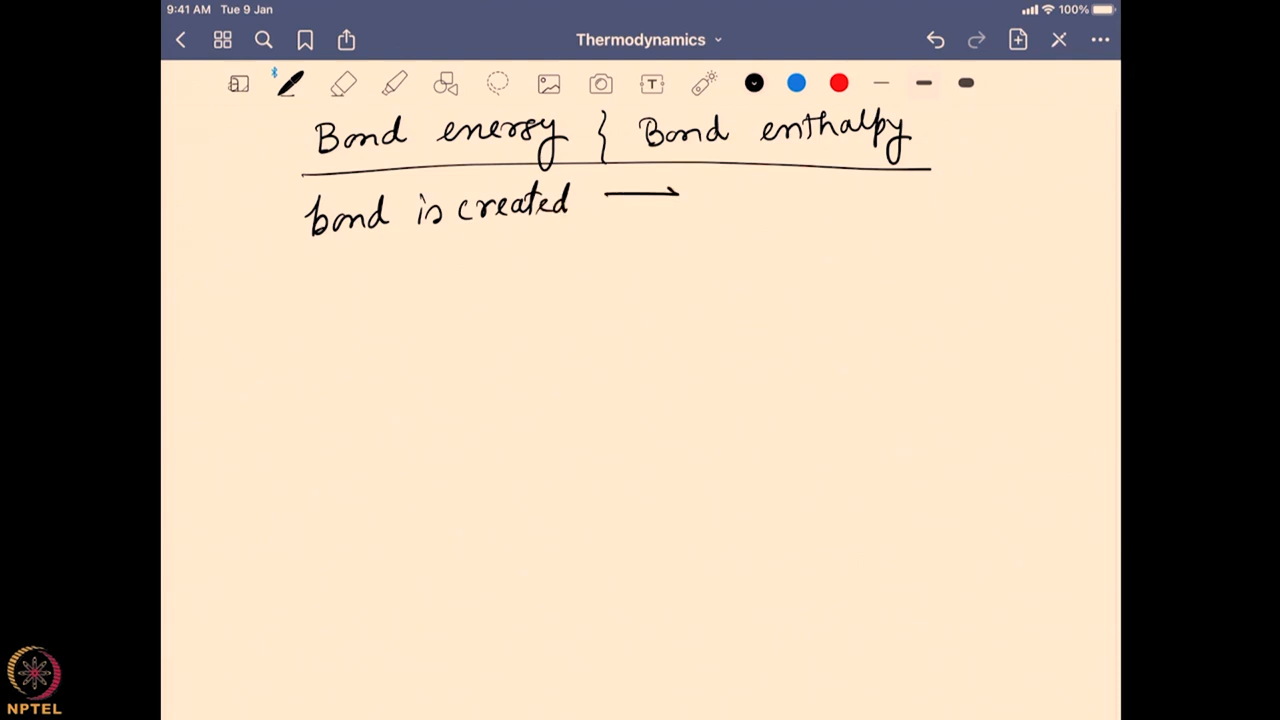 9:41 AM Tue 9 Jan
100%
Thermodynamics
T
Bond energy } Bond enthalpy
bond is created →
NPTEL